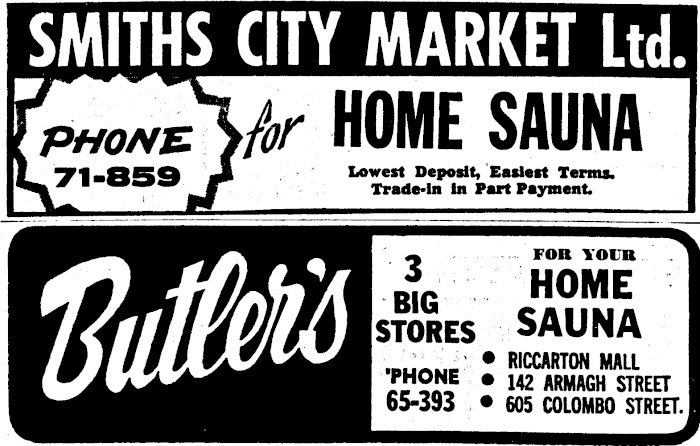 SMITHS CITY MARKET Ltd.
PHONE
71-859
for
HOME SAUNA
Lowest Deposit, Easiest Terms.
Trade-in in Part Payment.
Butler's
3
BIG
STORES
'PHONE
65-393
FOR YOUR
HOME
SAUNA
● RICCARTON MALL
● 142 ARMAGH STREET
● 605 COLOMBO STREET.